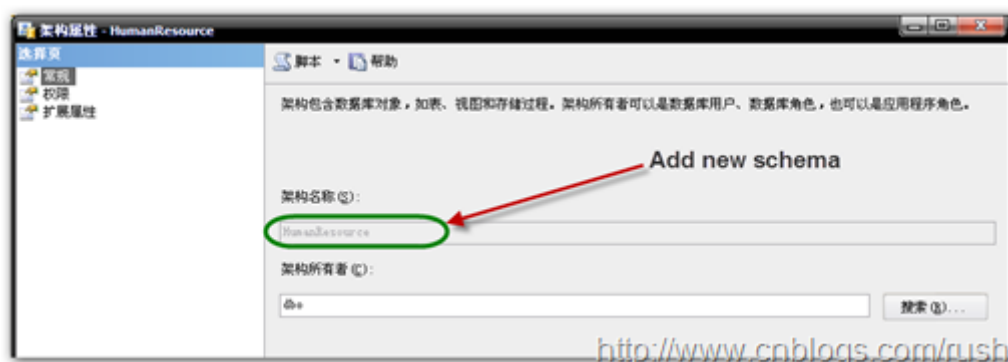 架构属性 - HumanResource
选择页
常规
权限
扩展属性
脚本
帮助
架构包含数据库对象，如表、视图和存储过程。架构所有者可以是数据库用户、数据库角色，也可以是应用程序角色。
Add new schema
架构名称(S):
HumanResource
架构所有者(C):
dbo
搜索(B)...
http://www.cnblogs.com/rush